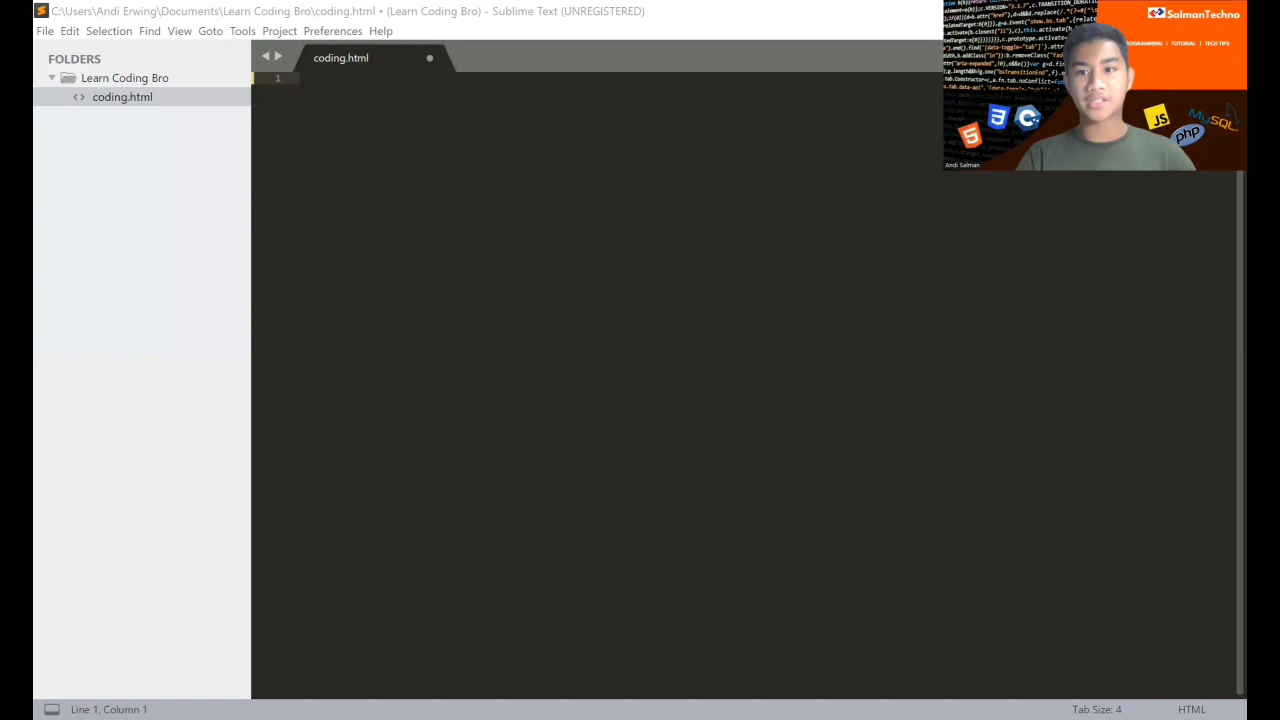 C:\Users\Andi Erwing\Documents\Learn Coding Bro\coding.html • (Learn Coding Bro) - Sublime Text (UNREGISTERED)
File Edit Selection Find View Goto Tools Project Preferences Help
FOLDERS
Learn Coding Bro
<> coding.html
coding.html
1
SalmanTechno
| TUTORIAL | TECH TIPS
JS
MySQL
php
Andi Salman
Line 1, Column 1
Tab Size: 4
HTML